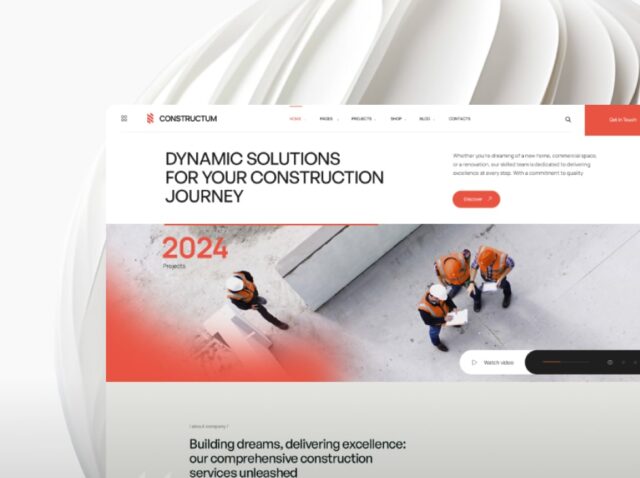 CONSTRUCTUM
HOME
PAGES
PROJECTS
SHOP
BLOG
CONTACTS
Get In Touch
DYNAMIC SOLUTIONS
FOR YOUR CONSTRUCTION
JOURNEY
Whether you're dreaming of a new home, commercial space,
or a renovation, our skilled team is dedicated to delivering
excellence at every step. With a commitment to quality
Discover
2024
Projects
Watch video
/ about company /
Building dreams, delivering excellence:
our comprehensive construction
services unleashed